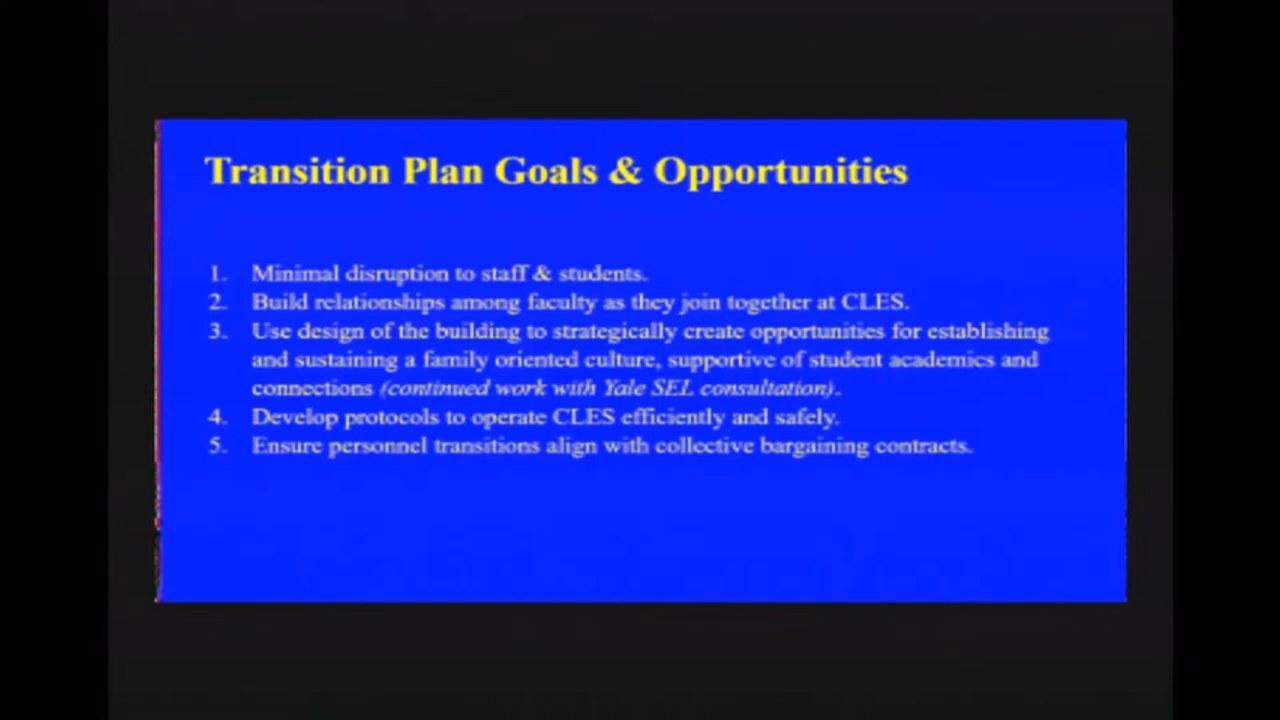 Transition Plan Goals & Opportunities
1. Minimal disruption to staff & students.
2. Build relationships among faculty as they join together at CLES.
3. Use design of the building to strategically create opportunities for establishing
and sustaining a family oriented culture, supportive of student academics and
connections (continued work with Yale SEL consultation).
4. Develop protocols to operate CLES efficiently and safely.
5. Ensure personnel transitions align with collective bargaining contracts.